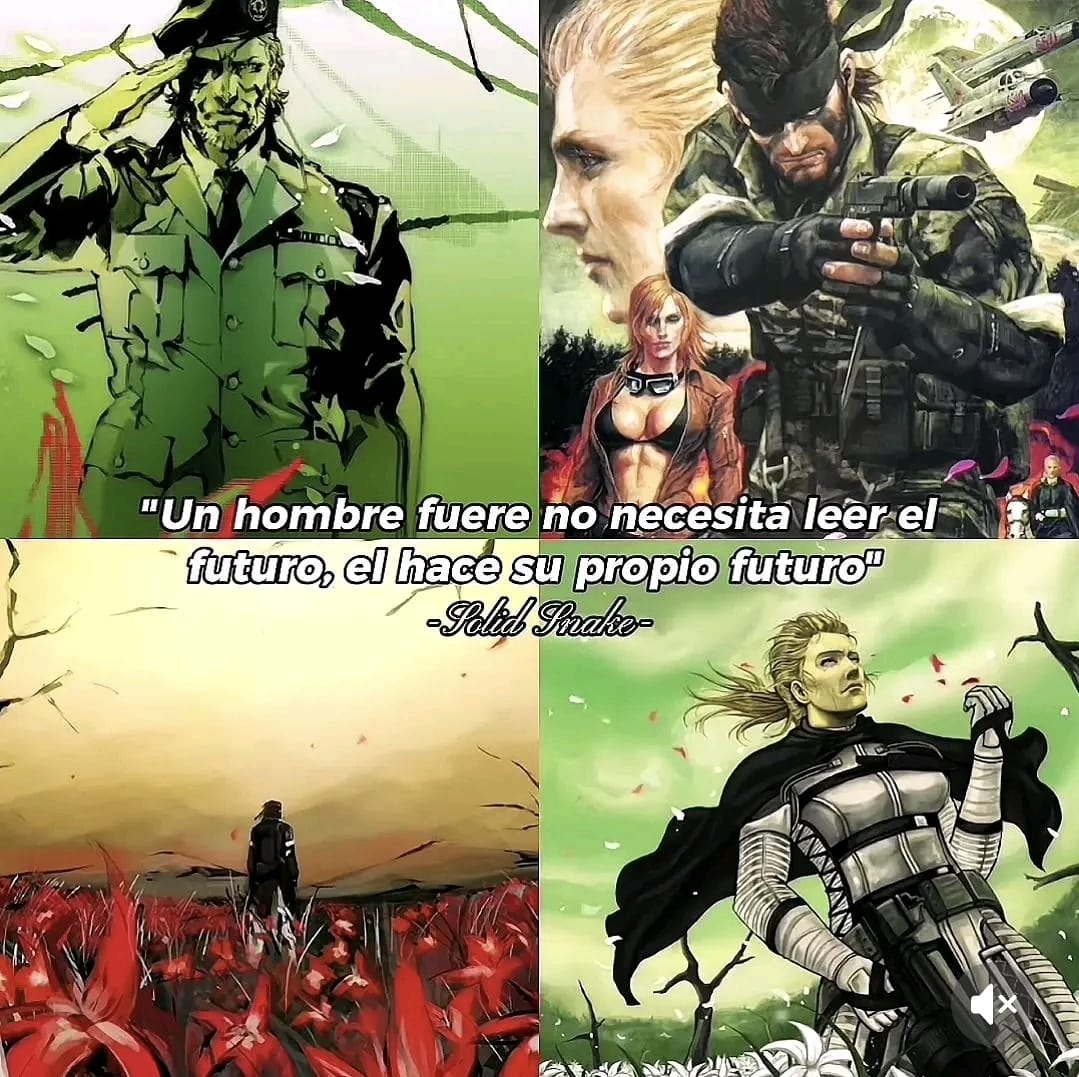 "Un hombre fuere no necesita leer el
futuro, el hace su propio futuro"
-Solid Snake-